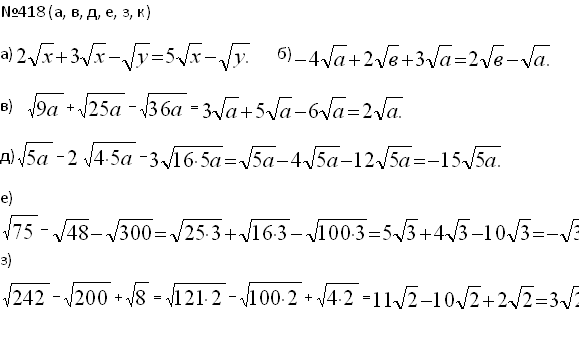 №418 (а, в, д, е, з, к)
а) 2√x+3√x−√y=5√x−√y. б) −4√a+2√в+3√a=2√в−√a.
в) √9a + √25a − √36a = 3√a+5√a−6√a=2√a.
д) √5a − 2 √4·5a − 3√16·5a=√5a−4√5a−12√5a=−15√5a.
е)
√75 − √48−√300=√25·3+√16·3−√100·3=5√3+4√3−10√3=−√3
з)
√242 − √200 + √8 = √121·2 − √100·2 + √4·2 =11√2−10√2+2√2=3√2